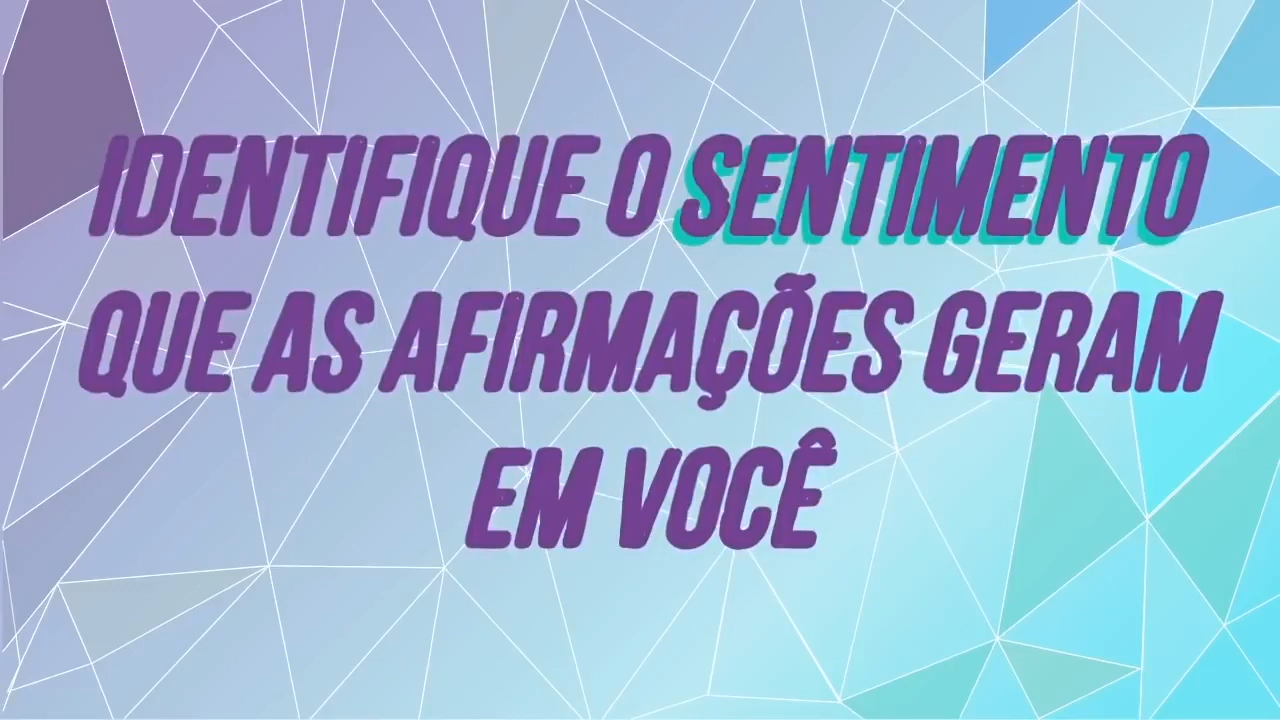 IDENTIFIQUE O SENTIMENTO
QUE AS AFIRMAÇÕES GERAM
EM VOCÊ